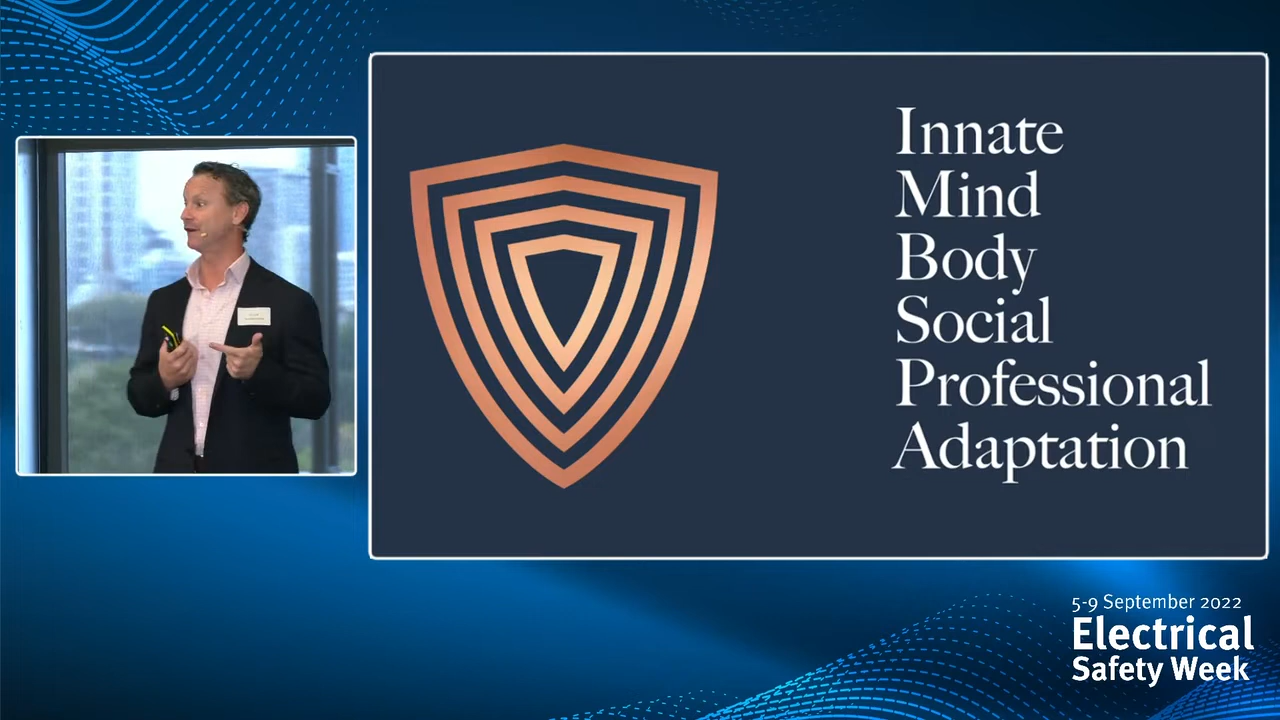 Innate
Mind
Body
Social
Professional
Adaptation
5-9 September 2022
Electrical
Safety Week